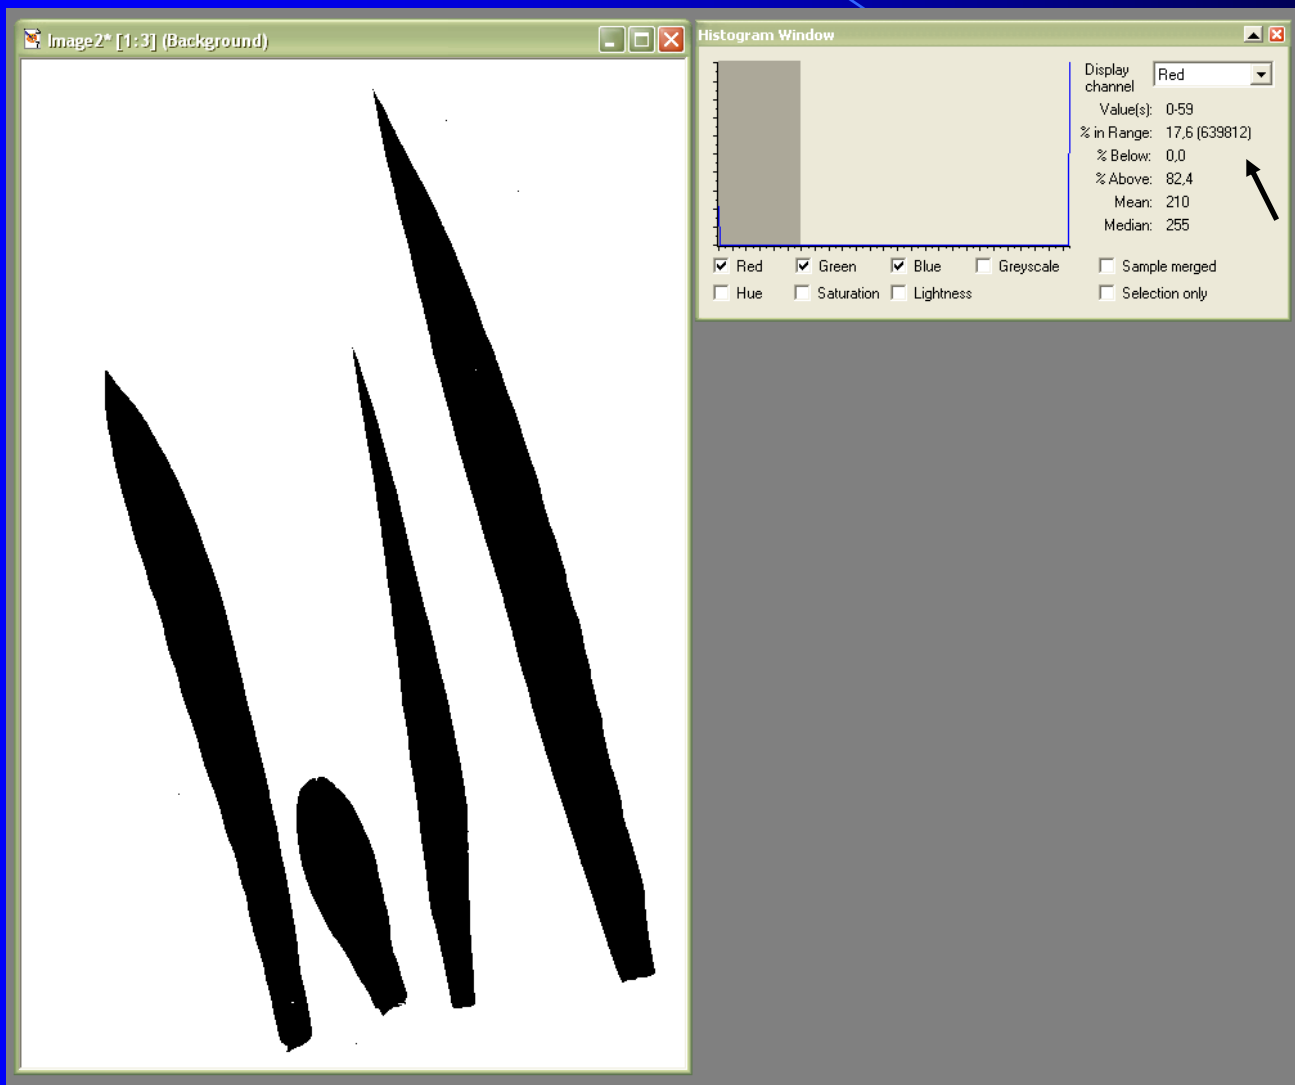 Image2* [1:3] (Background)
Histogram Window
Display channel Red
Value(s): 0-59
% in Range: 17,6 (639812)
% Below: 0,0
% Above: 82,4
Mean: 210
Median: 255
Red Green Blue Greyscale Sample merged
Hue Saturation Lightness Selection only